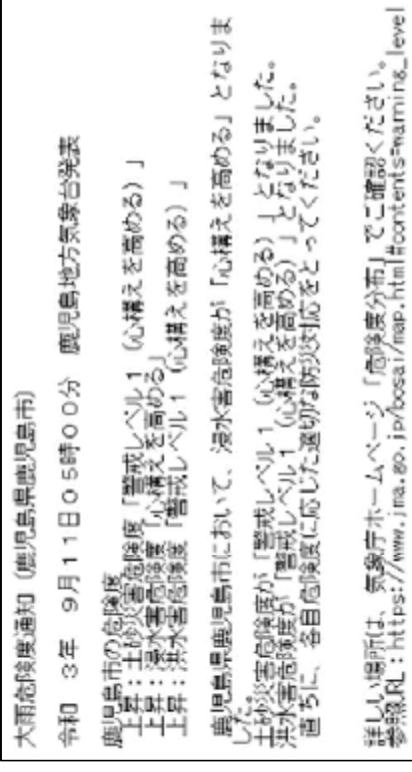 大雨危険度通知（鹿児島県鹿児島市）
令和　３年　９月１１日０５時００分　鹿児島地方気象台発表
鹿児島市の危険度
上昇：土砂災害危険度「警戒レベル１（心構えを高める）」
上昇：浸水害危険度「心構えを高める」
上昇：洪水害危険度「警戒レベル１（心構えを高める）」
鹿児島県鹿児島市において、浸水害危険度が「心構えを高める」となりま
した。
土砂災害危険度が「警戒レベル１（心構えを高める）」となりました。
洪水害危険度が「警戒レベル１（心構えを高める）」となりました。
直ちに、各自危険度に応じた適切な防災対応をとってください。
詳しい場所は、気象庁ホームページ「危険度分布」でご確認ください。
参照URL：https://www.jma.go.jp/bosai/map.html#contents=warning_level